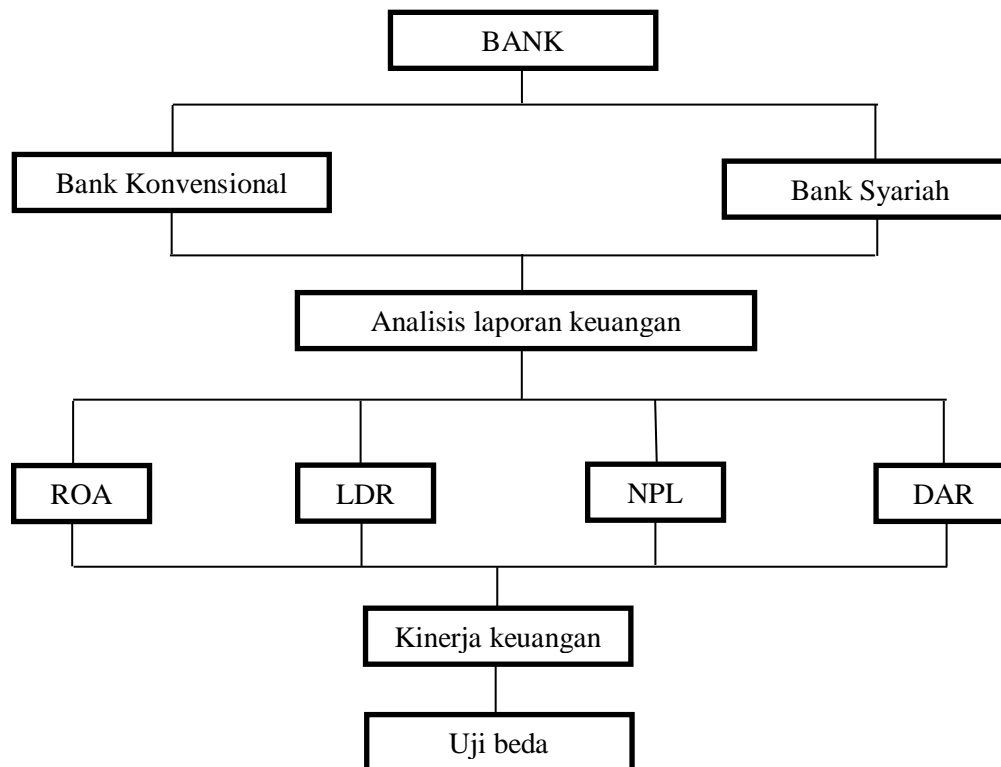 BANK
Bank Konvensional
Bank Syariah
Analisis laporan keuangan
ROA
LDR
NPL
DAR
Kinerja keuangan
Uji beda